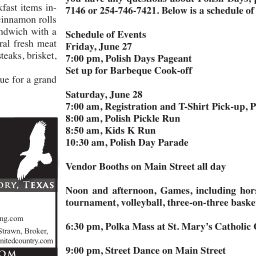 kfast items in-
cinnamon rolls
ndwich with a
ral fresh meat
steaks, brisket,
ue for a grand
ORY, TEXAS
ng.com
Strawn, Broker,
nitedcountry.com
OM
you have any questions about Polish Days,
7146 or 254-746-7421. Below is a schedule of
Schedule of Events
Friday, June 27
7:00 pm, Polish Days Pageant
Set up for Barbeque Cook-off
Saturday, June 28
7:00 am, Registration and T-Shirt Pick-up, P
8:00 am, Polish Pickle Run
8:50 am, Kids K Run
10:30 am, Polish Day Parade
Vendor Booths on Main Street all day
Noon and afternoon, Games, including hors
tournament, volleyball, three-on-three baske
6:30 pm, Polka Mass at St. Mary's Catholic C
9:00 pm, Street Dance on Main Street